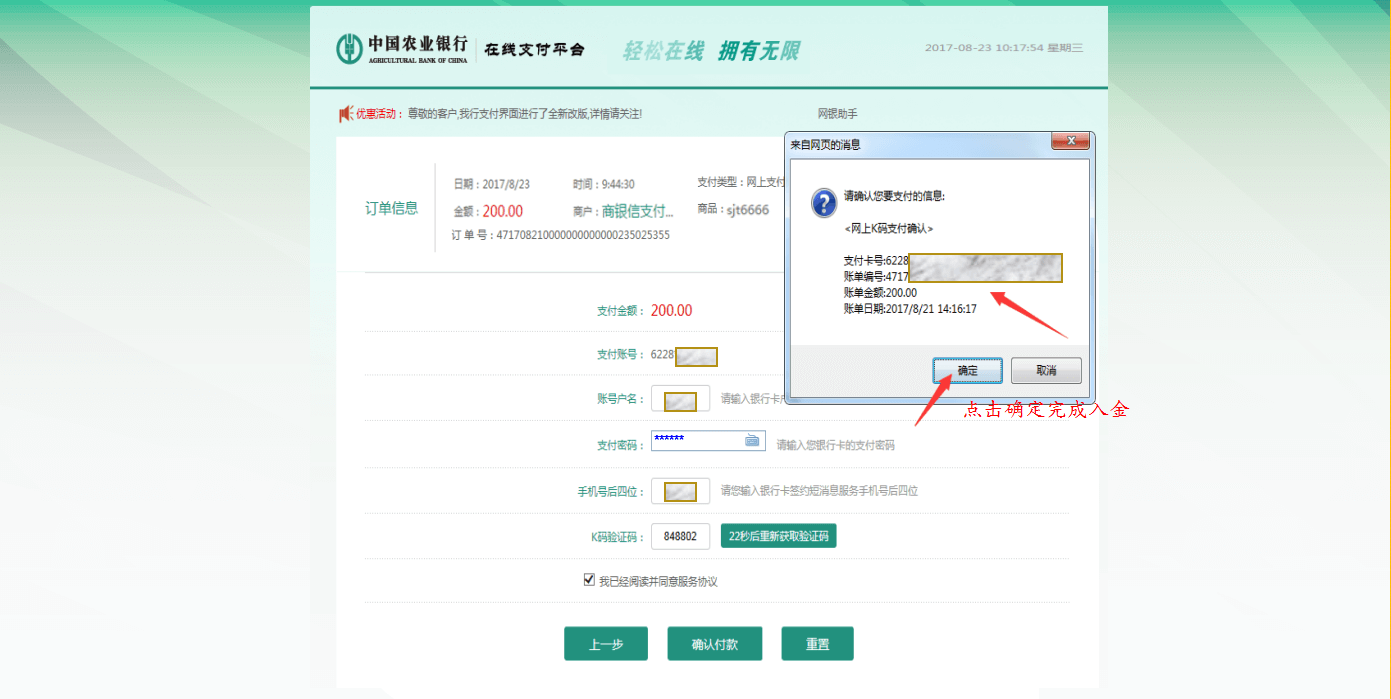 中国农业银行 在线支付平台 轻松在线 拥有无限 2017-08-23 10:17:54 星期三
AGRICULTURAL BANK OF CHINA
优惠活动： 尊敬的客户,我行支付界面进行了全新改版,详情请关注! 网银助手
订单信息
日期：2017/8/23 时间：9:44:30 支付类型：网上支付
金额：200.00 商户：商银信支付... 商品：sjt6666
订 单 号：
支付金额： 200.00
支付账号： 6228
账号户名： 请输入银行卡
支付密码： ****** 请输入您银行卡的支付密码
手机号后四位： 请您输入银行卡签约短消息服务手机号后四位
K码验证码： 848802 22秒后重新获取验证码
我已经阅读并同意服务协议
上一步 确认付款 重置
来自网页的消息
请确认您要支付的信息:
<网上K码支付确认>
支付卡号:6228
账单编号:4717
账单金额:200.00
账单日期:2017/8/21 14:16:17
确定 取消
点击确定完成入金